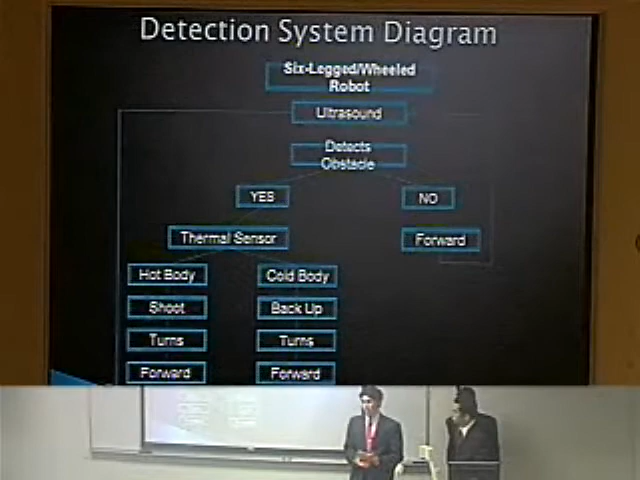 Detection System Diagram
Six-Legged/Wheeled
Robot
Ultrasound
Detects
Obstacle
YES
NO
Thermal Sensor
Forward
Hot Body
Cold Body
Shoot
Back Up
Turns
Turns
Forward
Forward